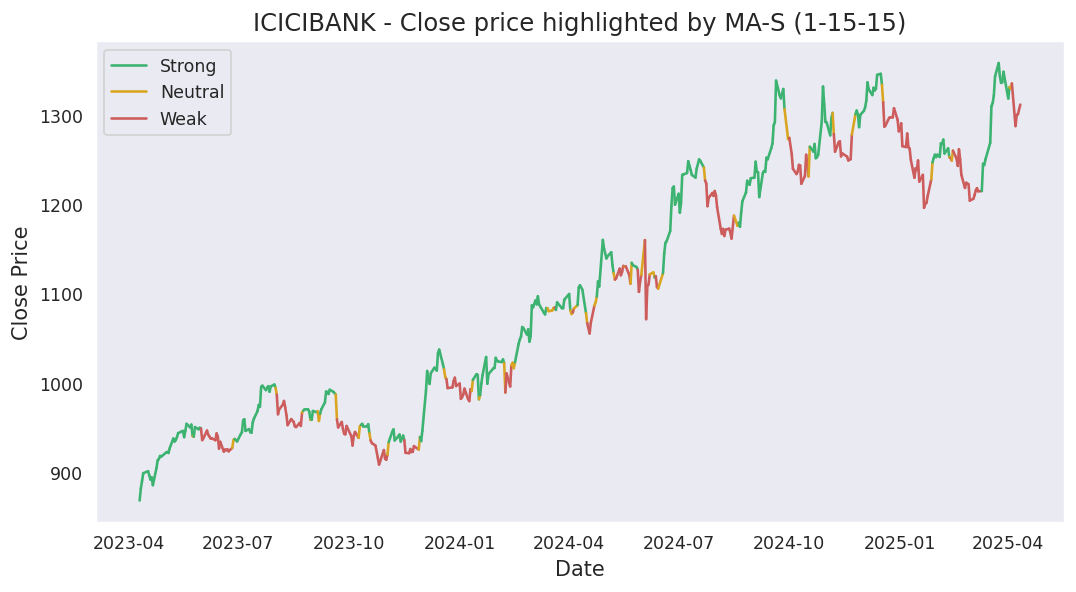 ICICIBANK - Close price highlighted by MA-S (1-15-15)
Strong
Neutral
Weak
Close Price
1300
1200
1100
1000
900
2023-04 2023-07 2023-10 2024-01 2024-04 2024-07 2024-10 2025-01 2025-04
Date